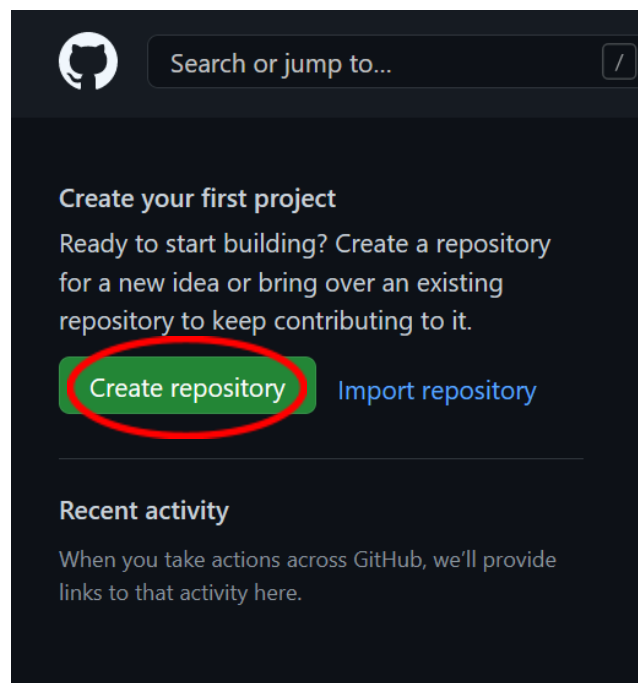 Search or jump to...
/
Create your first project
Ready to start building? Create a repository
for a new idea or bring over an existing
repository to keep contributing to it.
Create repository
Import repository
Recent activity
When you take actions across GitHub, we’ll provide
links to that activity here.